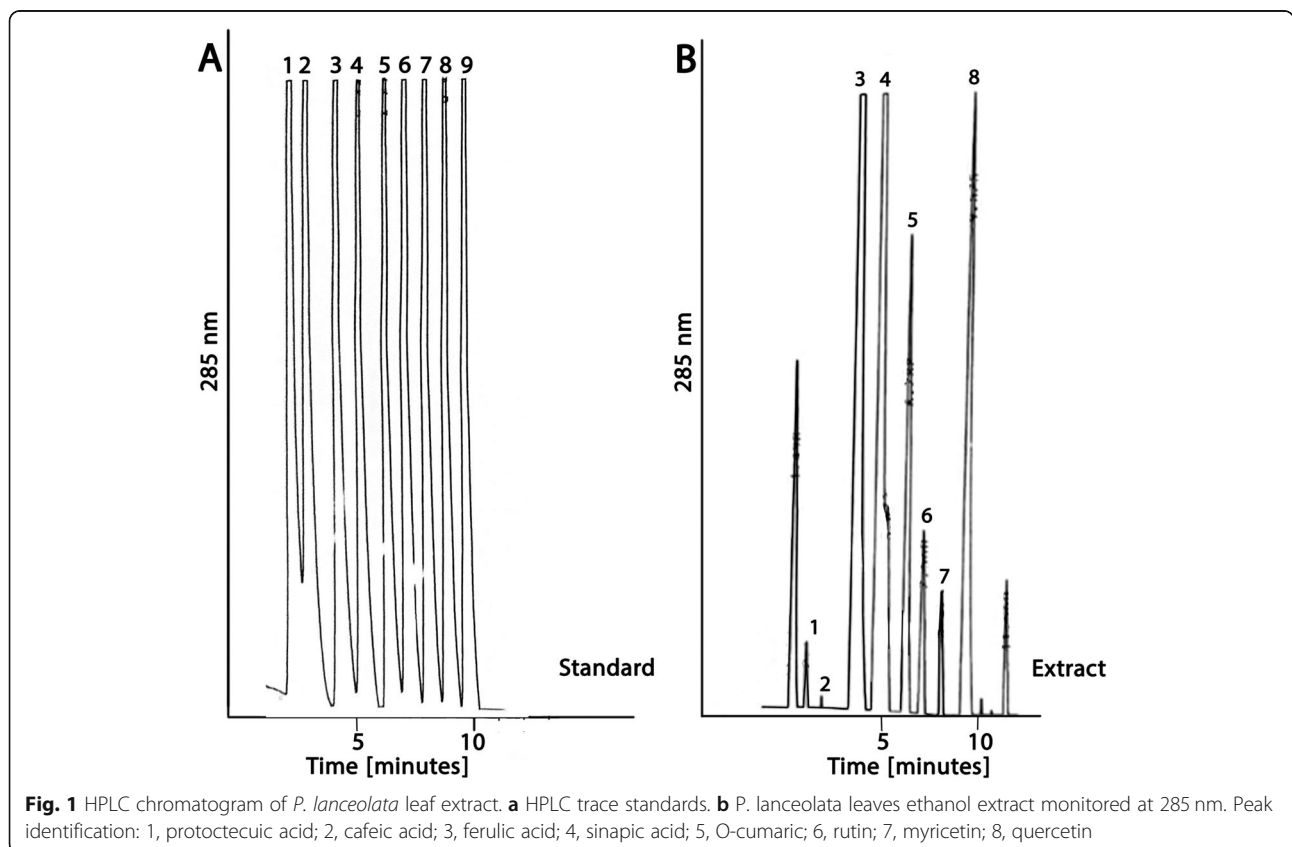 A
1 2 3 4 5 6 7 8 9
285 nm
Standard
5 10
Time [minutes]
B
3 4 8
5
6
7
1
2
285 nm
Extract
5 10
Time [minutes]
Fig. 1 HPLC chromatogram of P. lanceolata leaf extract. a HPLC trace standards. b P. lanceolata leaves ethanol extract monitored at 285 nm. Peak
identification: 1, protoctecuic acid; 2, cafeic acid; 3, ferulic acid; 4, sinapic acid; 5, O-cumaric; 6, rutin; 7, myricetin; 8, quercetin